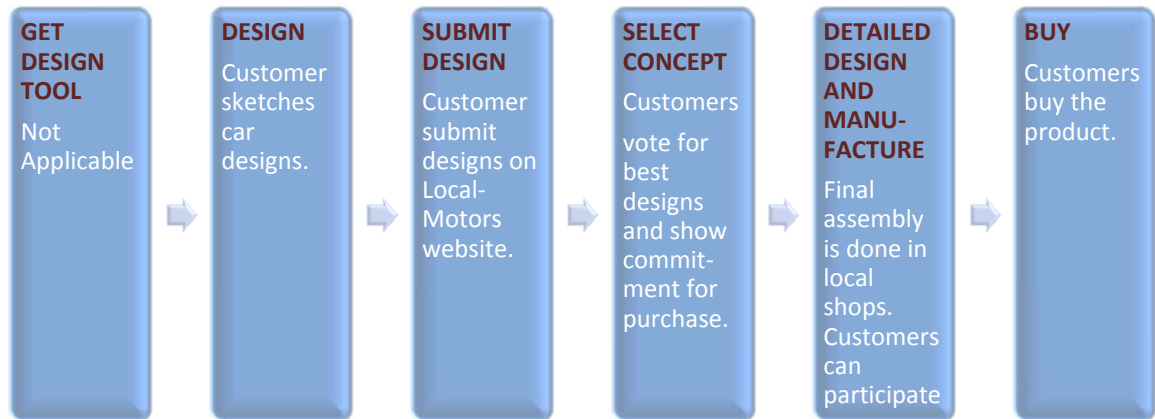 GET
DESIGN
TOOL
Not
Applicable
DESIGN
Customer
sketches
car
designs.
SUBMIT
DESIGN
Customer
submit
designs on
Local-
Motors
website.
SELECT
CONCEPT
Customers
vote for
best
designs
and show
commit-
ment for
purchase.
DETAILED
DESIGN
AND
MANU-
FACTURE
Final
assembly
is done in
local
shops.
Customers
can
participate
BUY
Customers
buy the
product.